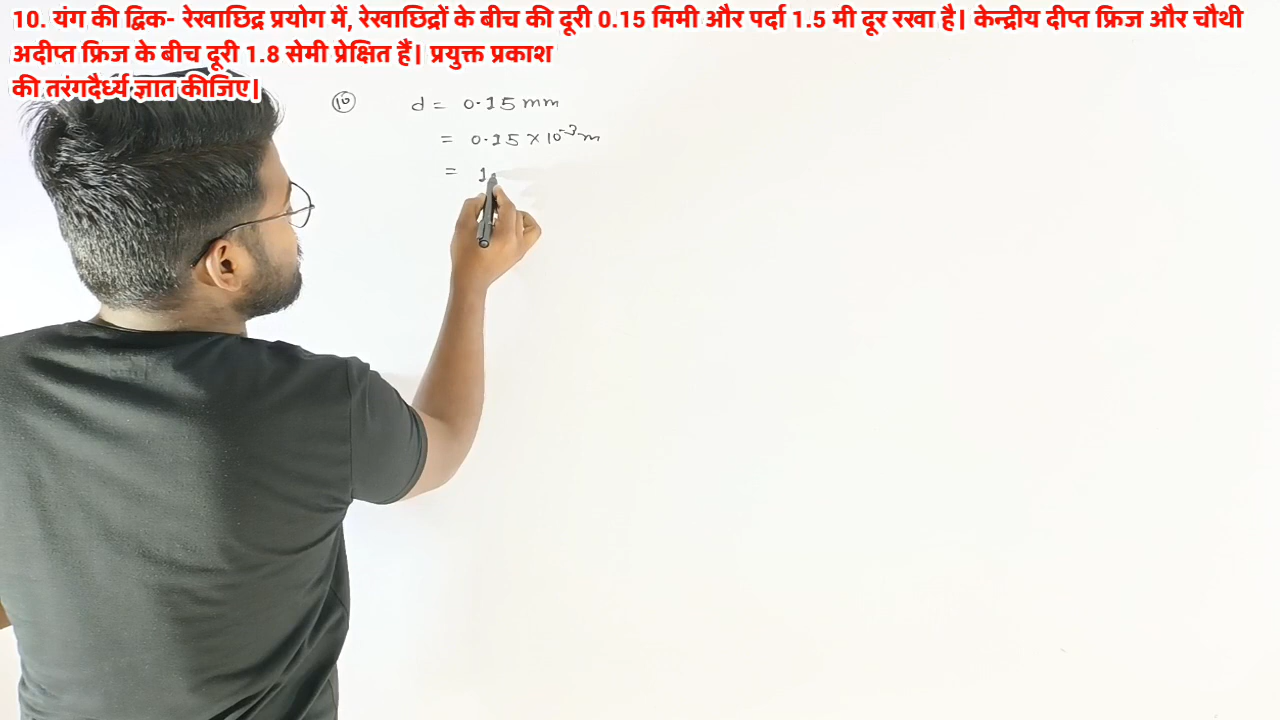 10. यंग की द्विक- रेखाछिद्र प्रयोग में, रेखाछिद्रों के बीच की दूरी 0.15 मिमी और पर्दा 1.5 मी दूर रखा है| केन्द्रीय दीप्त फ्रिज और चौथी
अदीप्त फ्रिज के बीच दूरी 1.8 सेमी प्रेक्षित हैं| प्रयुक्त प्रकाश
की तरंगदैर्ध्य ज्ञात कीजिए|
(10) d = 0.15 mm
= 0.15 × 10⁻³ m
= 1.